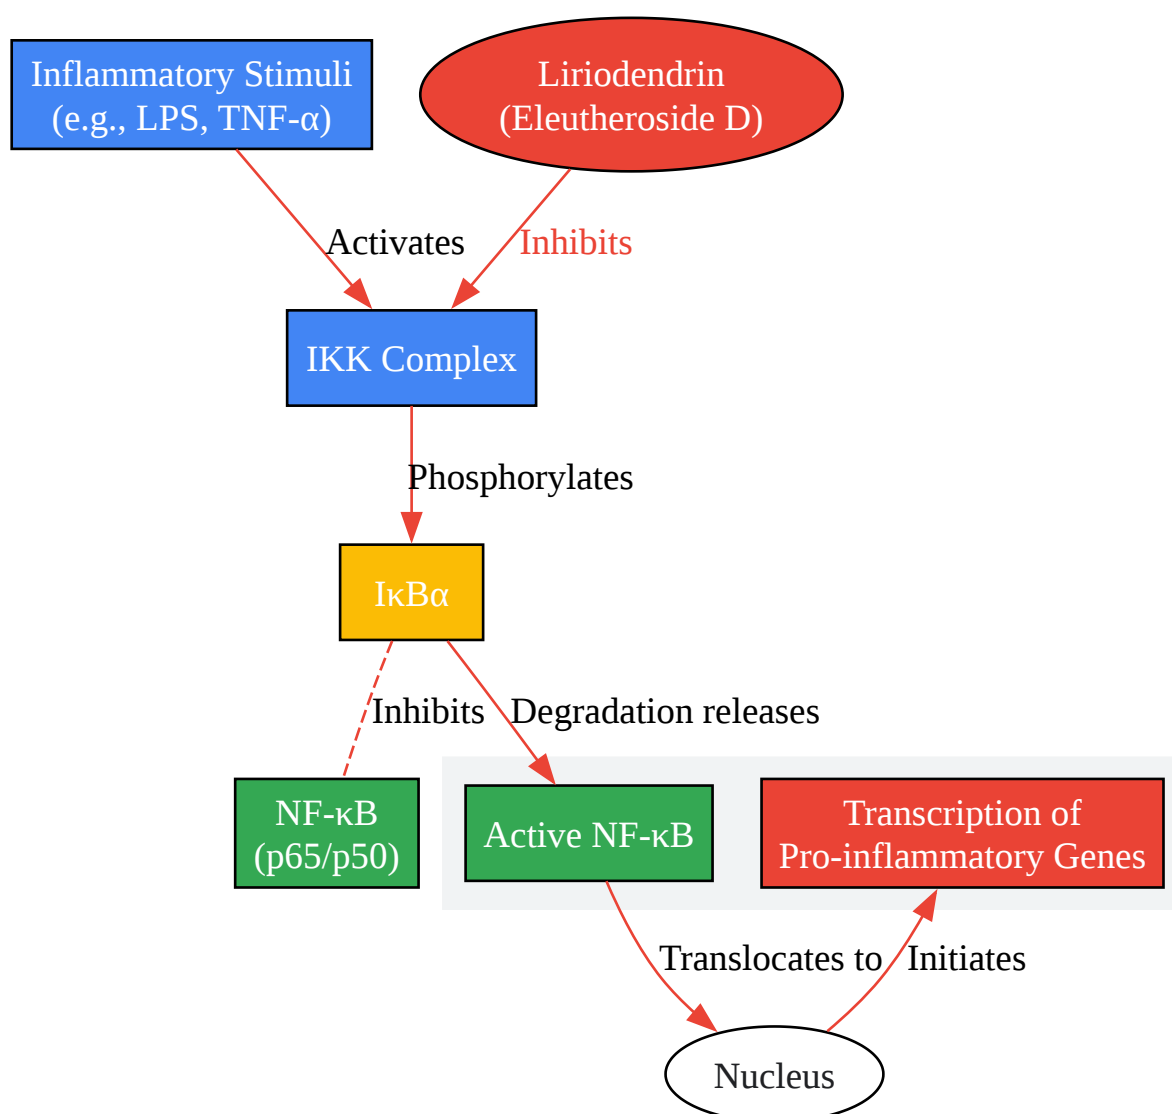 Inflammatory Stimuli
(e.g., LPS, TNF-α)
Liriodendrin
(Eleutheroside D)
Activates
Inhibits
IKK Complex
Phosphorylates
IκBα
Inhibits
Degradation releases
NF-κB
(p65/p50)
Active NF-κB
Transcription of
Pro-inflammatory Genes
Translocates to
Initiates
Nucleus